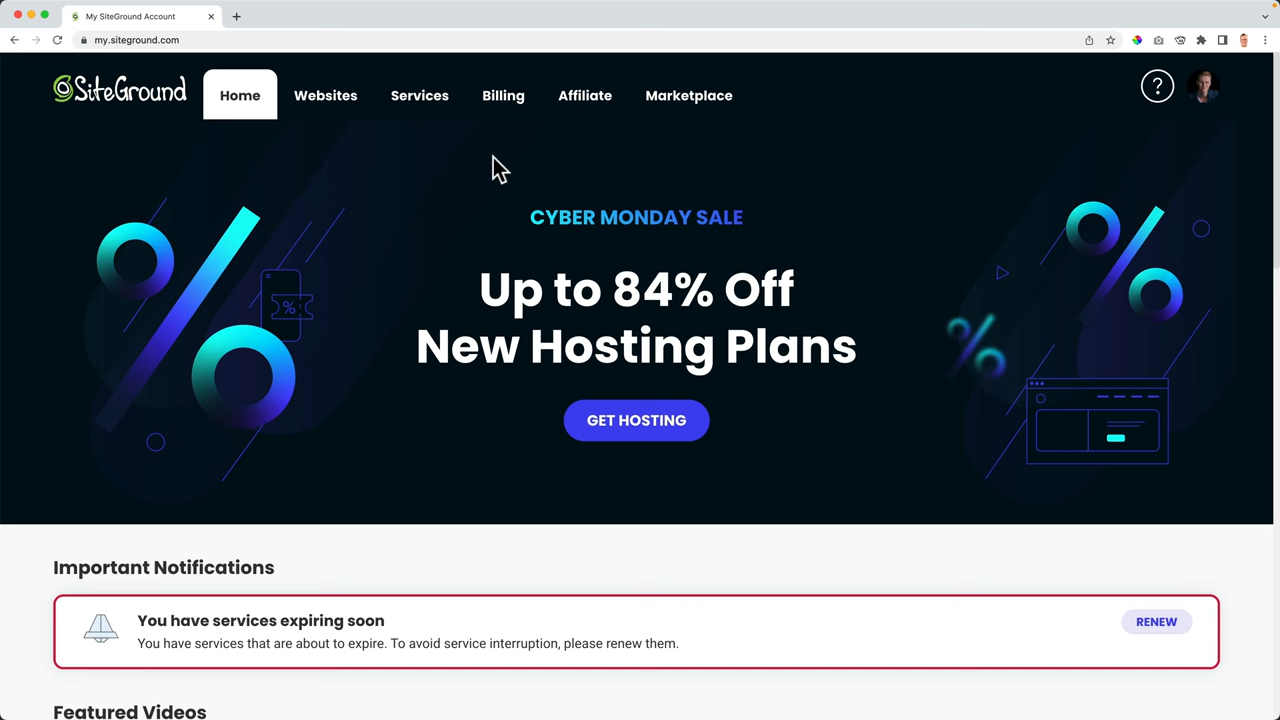 My SiteGround Account
my.siteground.com
SiteGround
Home
Websites
Services
Billing
Affiliate
Marketplace
?
CYBER MONDAY SALE
Up to 84% Off
New Hosting Plans
GET HOSTING
%
Important Notifications
You have services expiring soon
You have services that are about to expire. To avoid service interruption, please renew them.
RENEW
Featured Videos